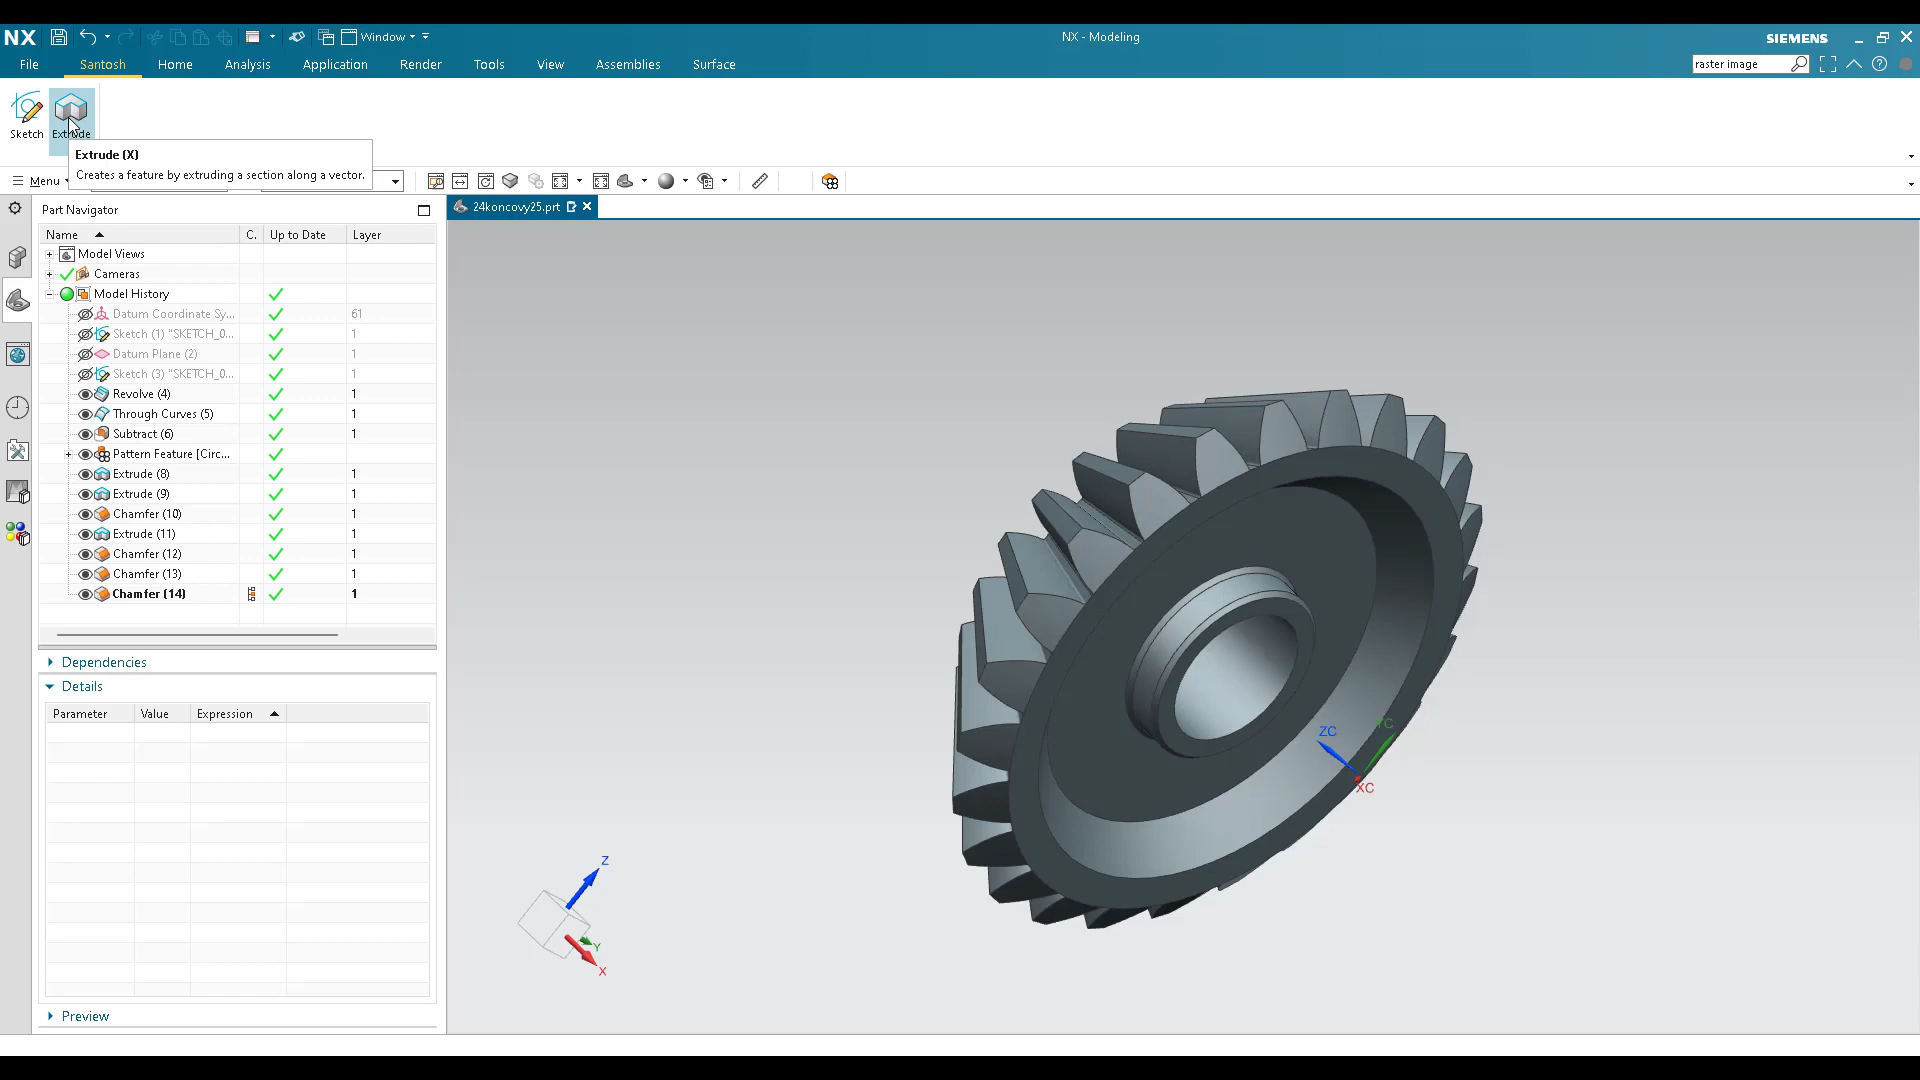 NX
Window
NX - Modeling
SIEMENS
File
Santosh
Home
Analysis
Application
Render
Tools
View
Assemblies
Surface
raster image
Sketch
Extrude
Extrude (X)
Creates a feature by extruding a section along a vector.
Menu
Part Navigator
24koncovy25.prt
Name C. Up to Date Layer
Model Views
Cameras
Model History
Datum Coordinate Sy... 61
Sketch (1) "SKETCH_0... 1
Datum Plane (2) 1
Sketch (3) "SKETCH_0... 1
Revolve (4) 1
Through Curves (5) 1
Subtract (6) 1
Pattern Feature [Circ...
Extrude (8) 1
Extrude (9) 1
Chamfer (10) 1
Extrude (11) 1
Chamfer (12) 1
Chamfer (13) 1
Chamfer (14) 1
Dependencies
Details
Parameter Value Expression
Preview
ZC
YC
XC
Z
Y
X